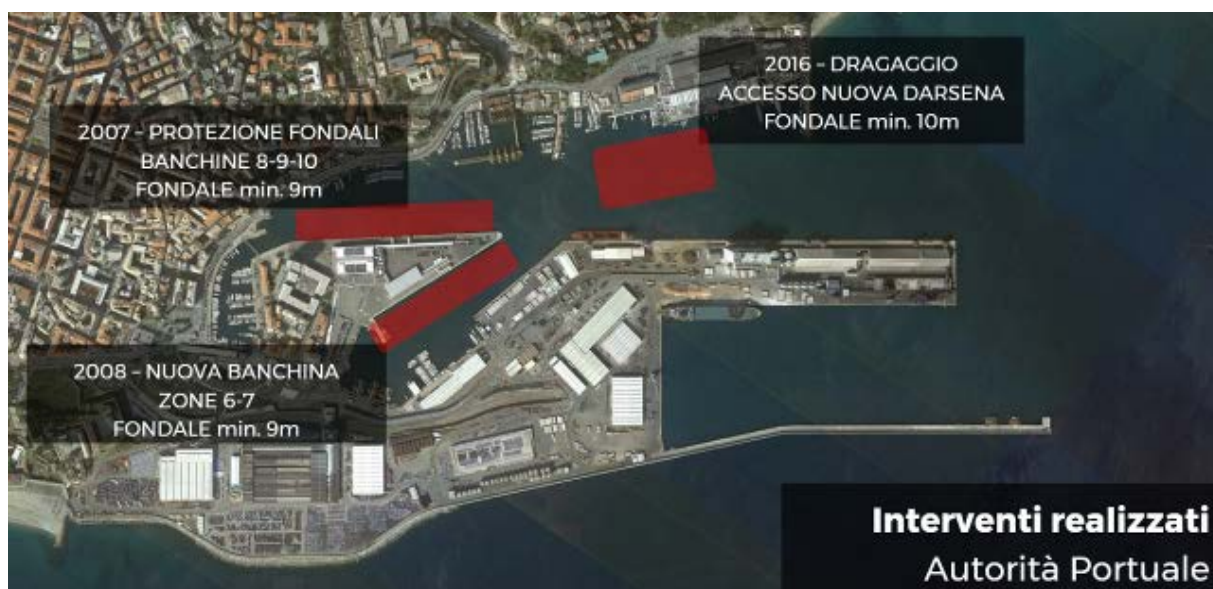 2016 – DRAGAGGIO
ACCESSO NUOVA DARSENA
FONDALE min. 10m
2007 – PROTEZIONE FONDALI
BANCHINE 8-9-10
FONDALE min. 9m
2008 – NUOVA BANCHINA
ZONE 6-7
FONDALE min. 9m
Interventi realizzati
Autorità Portuale